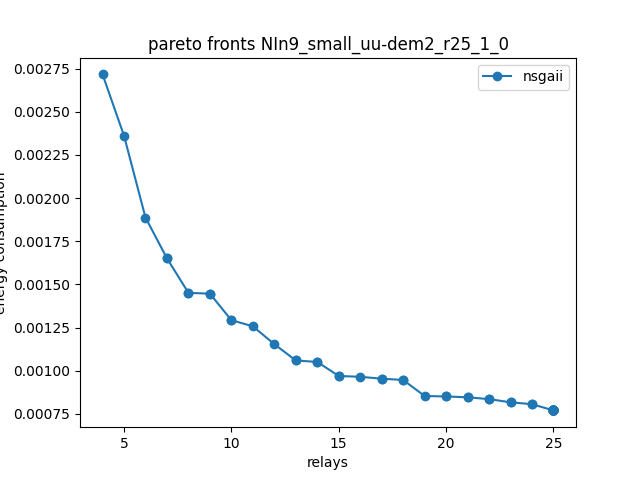 pareto fronts NIn9_small_uu-dem2_r25_1_0
nsgaii
0.00275
0.00250
0.00225
0.00200
0.00175
0.00150
0.00125
0.00100
0.00075
energy consumption
5 10 15 20 25
relays